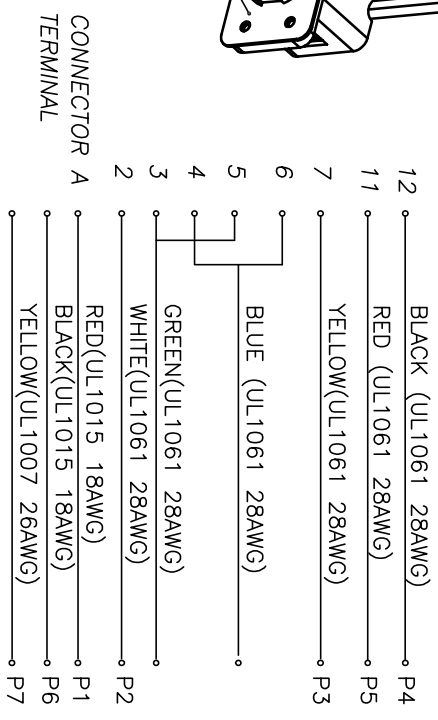 12 BLACK (UL1061 28AWG) P4
11 RED (UL1061 28AWG) P5
7 YELLOW(UL1061 28AWG) P3
6
5 BLUE (UL1061 28AWG)
4
3 GREEN(UL1061 28AWG)
2 WHITE(UL1061 28AWG) P2
CONNECTOR A RED(UL1015 18AWG) P1
TERMINAL BLACK(UL1015 18AWG) P6
YELLOW(UL1007 26AWG) P7